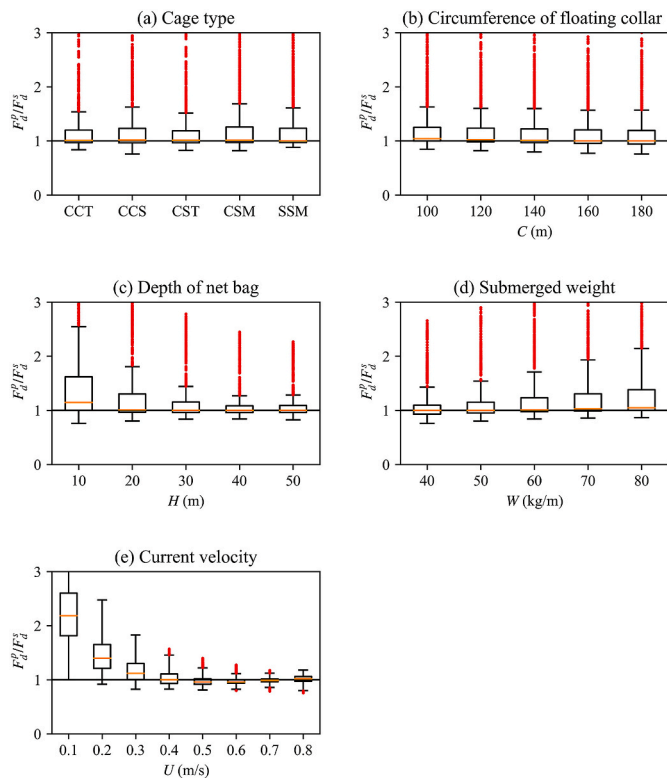 (a) Cage type
3
2
1
0
F_d^p/F_d^s
CCT CCS CST CSM SSM
(b) Circumference of floating collar
3
2
1
0
F_d^p/F_d^s
100 120 140 160 180
C (m)
(c) Depth of net bag
3
2
1
0
F_d^p/F_d^s
10 20 30 40 50
H (m)
(d) Submerged weight
3
2
1
0
F_d^p/F_d^s
40 50 60 70 80
W (kg/m)
(e) Current velocity
3
2
1
0
F_d^p/F_d^s
0.1 0.2 0.3 0.4 0.5 0.6 0.7 0.8
U (m/s)